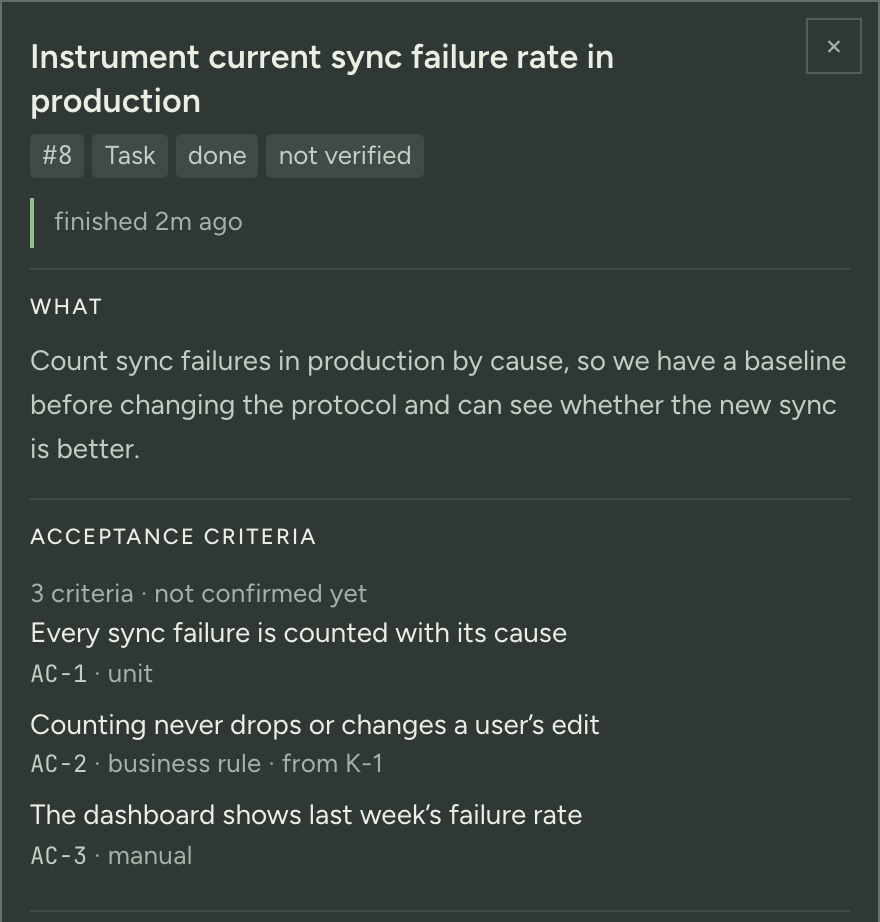 Instrument current sync failure rate in
production
×
#8 Task done not verified
finished 2m ago
WHAT
Count sync failures in production by cause, so we have a baseline
before changing the protocol and can see whether the new sync
is better.
ACCEPTANCE CRITERIA
3 criteria · not confirmed yet
Every sync failure is counted with its cause
AC-1 · unit
Counting never drops or changes a user’s edit
AC-2 · business rule · from K-1
The dashboard shows last week’s failure rate
AC-3 · manual